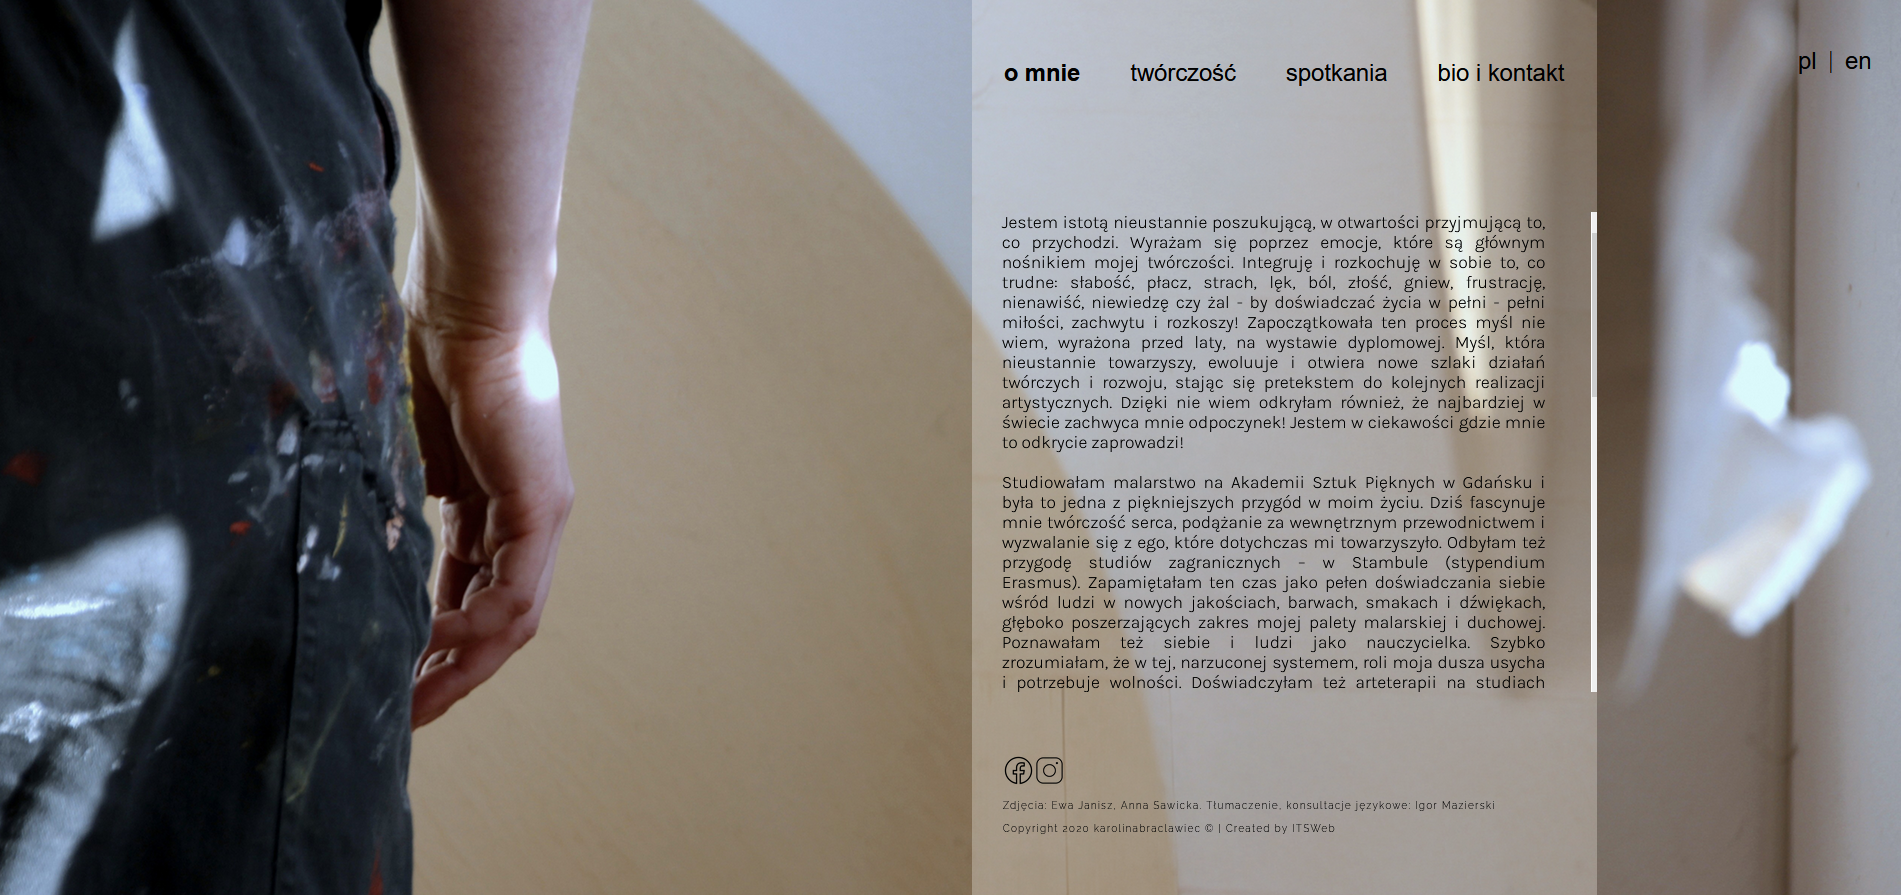 o mnie twórczość spotkania bio i kontakt
pl | en
Jestem istotą nieustannie poszukującą, w otwartości przyjmującą to,
co przychodzi. Wyrażam się poprzez emocje, które są głównym
nośnikiem mojej twórczości. Integruję i rozkochuję w sobie to, co
trudne: słabość, płacz, strach, lęk, ból, złość, gniew, frustrację,
nienawiść, niewiedzę czy żal - by doświadczać życia w pełni - pełni
miłości, zachwytu i rozkoszy! Zapoczątkowała ten proces myśl nie
wiem, wyrażona przed laty, na wystawie dyplomowej. Myśl, która
nieustannie towarzyszy, ewoluuje i otwiera nowe szlaki działań
twórczych i rozwoju, stając się pretekstem do kolejnych realizacji
artystycznych. Dzięki nie wiem odkryłam również, że najbardziej w
świecie zachwyca mnie odpoczynek! Jestem w ciekawości gdzie mnie
to odkrycie zaprowadzi!
Studiowałam malarstwo na Akademii Sztuk Pięknych w Gdańsku i
była to jedna z piękniejszych przygód w moim życiu. Dziś fascynuje
mnie twórczość serca, podążanie za wewnętrznym przewodnictwem i
wyzwalanie się z ego, które dotychczas mi towarzyszyło. Odbyłam też
przygodę studiów zagranicznych – w Stambule (stypendium
Erasmus). Zapamiętałam ten czas jako pełen doświadczania siebie
wśród ludzi w nowych jakościach, barwach, smakach i dźwiękach,
głęboko poszerzających zakres mojej palety malarskiej i duchowej.
Poznawałam też siebie i ludzi jako nauczycielka. Szybko
zrozumiałam, że w tej, narzuconej systemem, roli moja dusza usycha
i potrzebuje wolności. Doświadczyłam też arteterapii na studiach
Zdjęcia: Ewa Janisz, Anna Sawicka. Tłumaczenie, konsultacje językowe: Igor Mazierski
Copyright 2020 karolinabraclawiec © | Created by ITSWeb